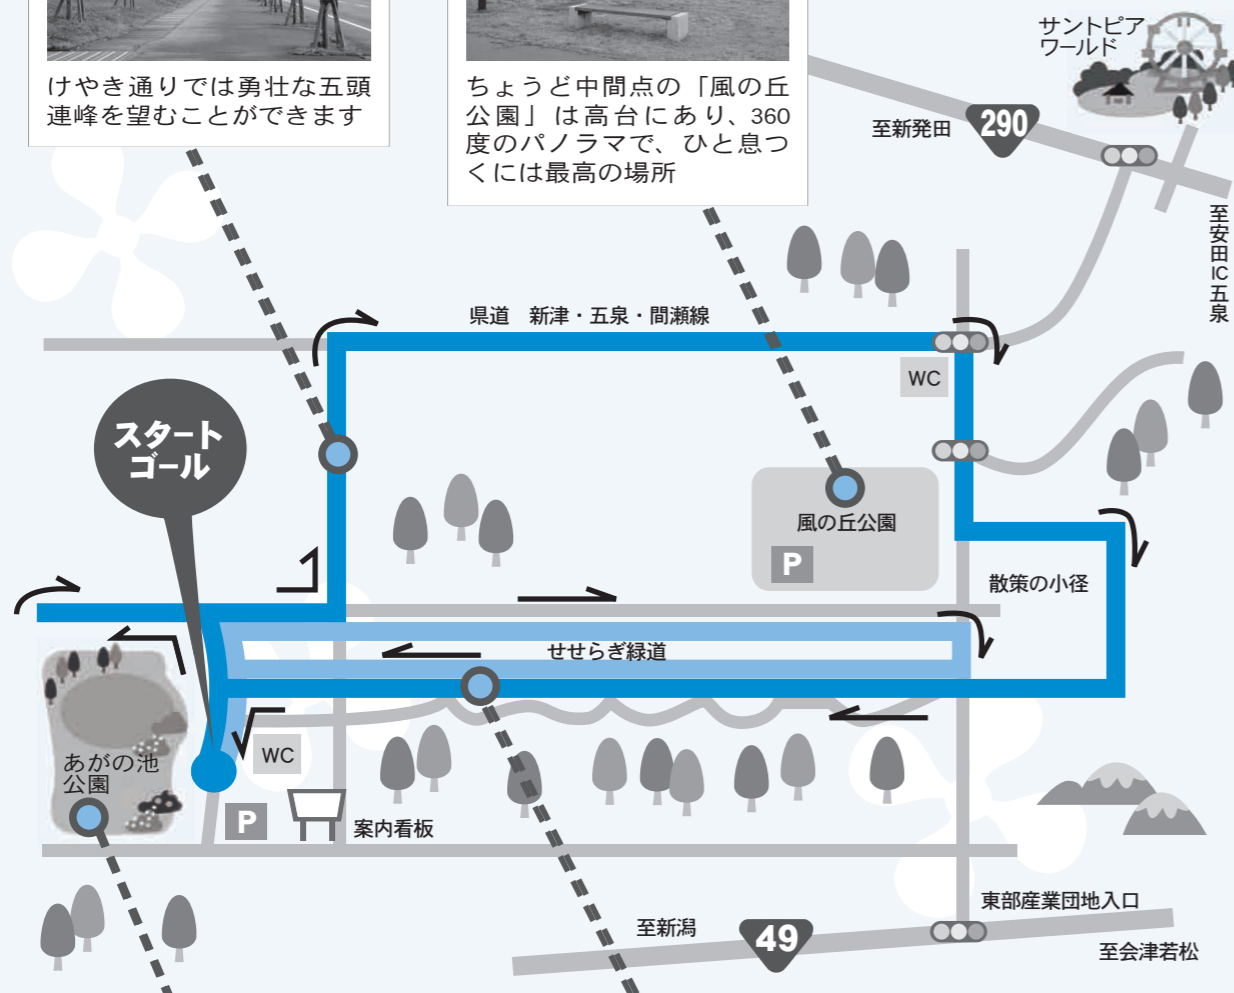 けやき通りでは勇壮な五頭
連峰を望むことができます
ちょうど中間点の「風の丘
公園」は高台にあり、360
度のパノラマで、ひと息つ
くには最高の場所
サントピア
ワールド
至新発田
290
至安田IC五泉
県道　新津・五泉・間瀬線
WC
スタート
ゴール
風の丘公園
P
散策の小径
せせらぎ緑道
あがの池
公園
WC
P
案内看板
東部産業団地入口
至新潟
49
至会津若松